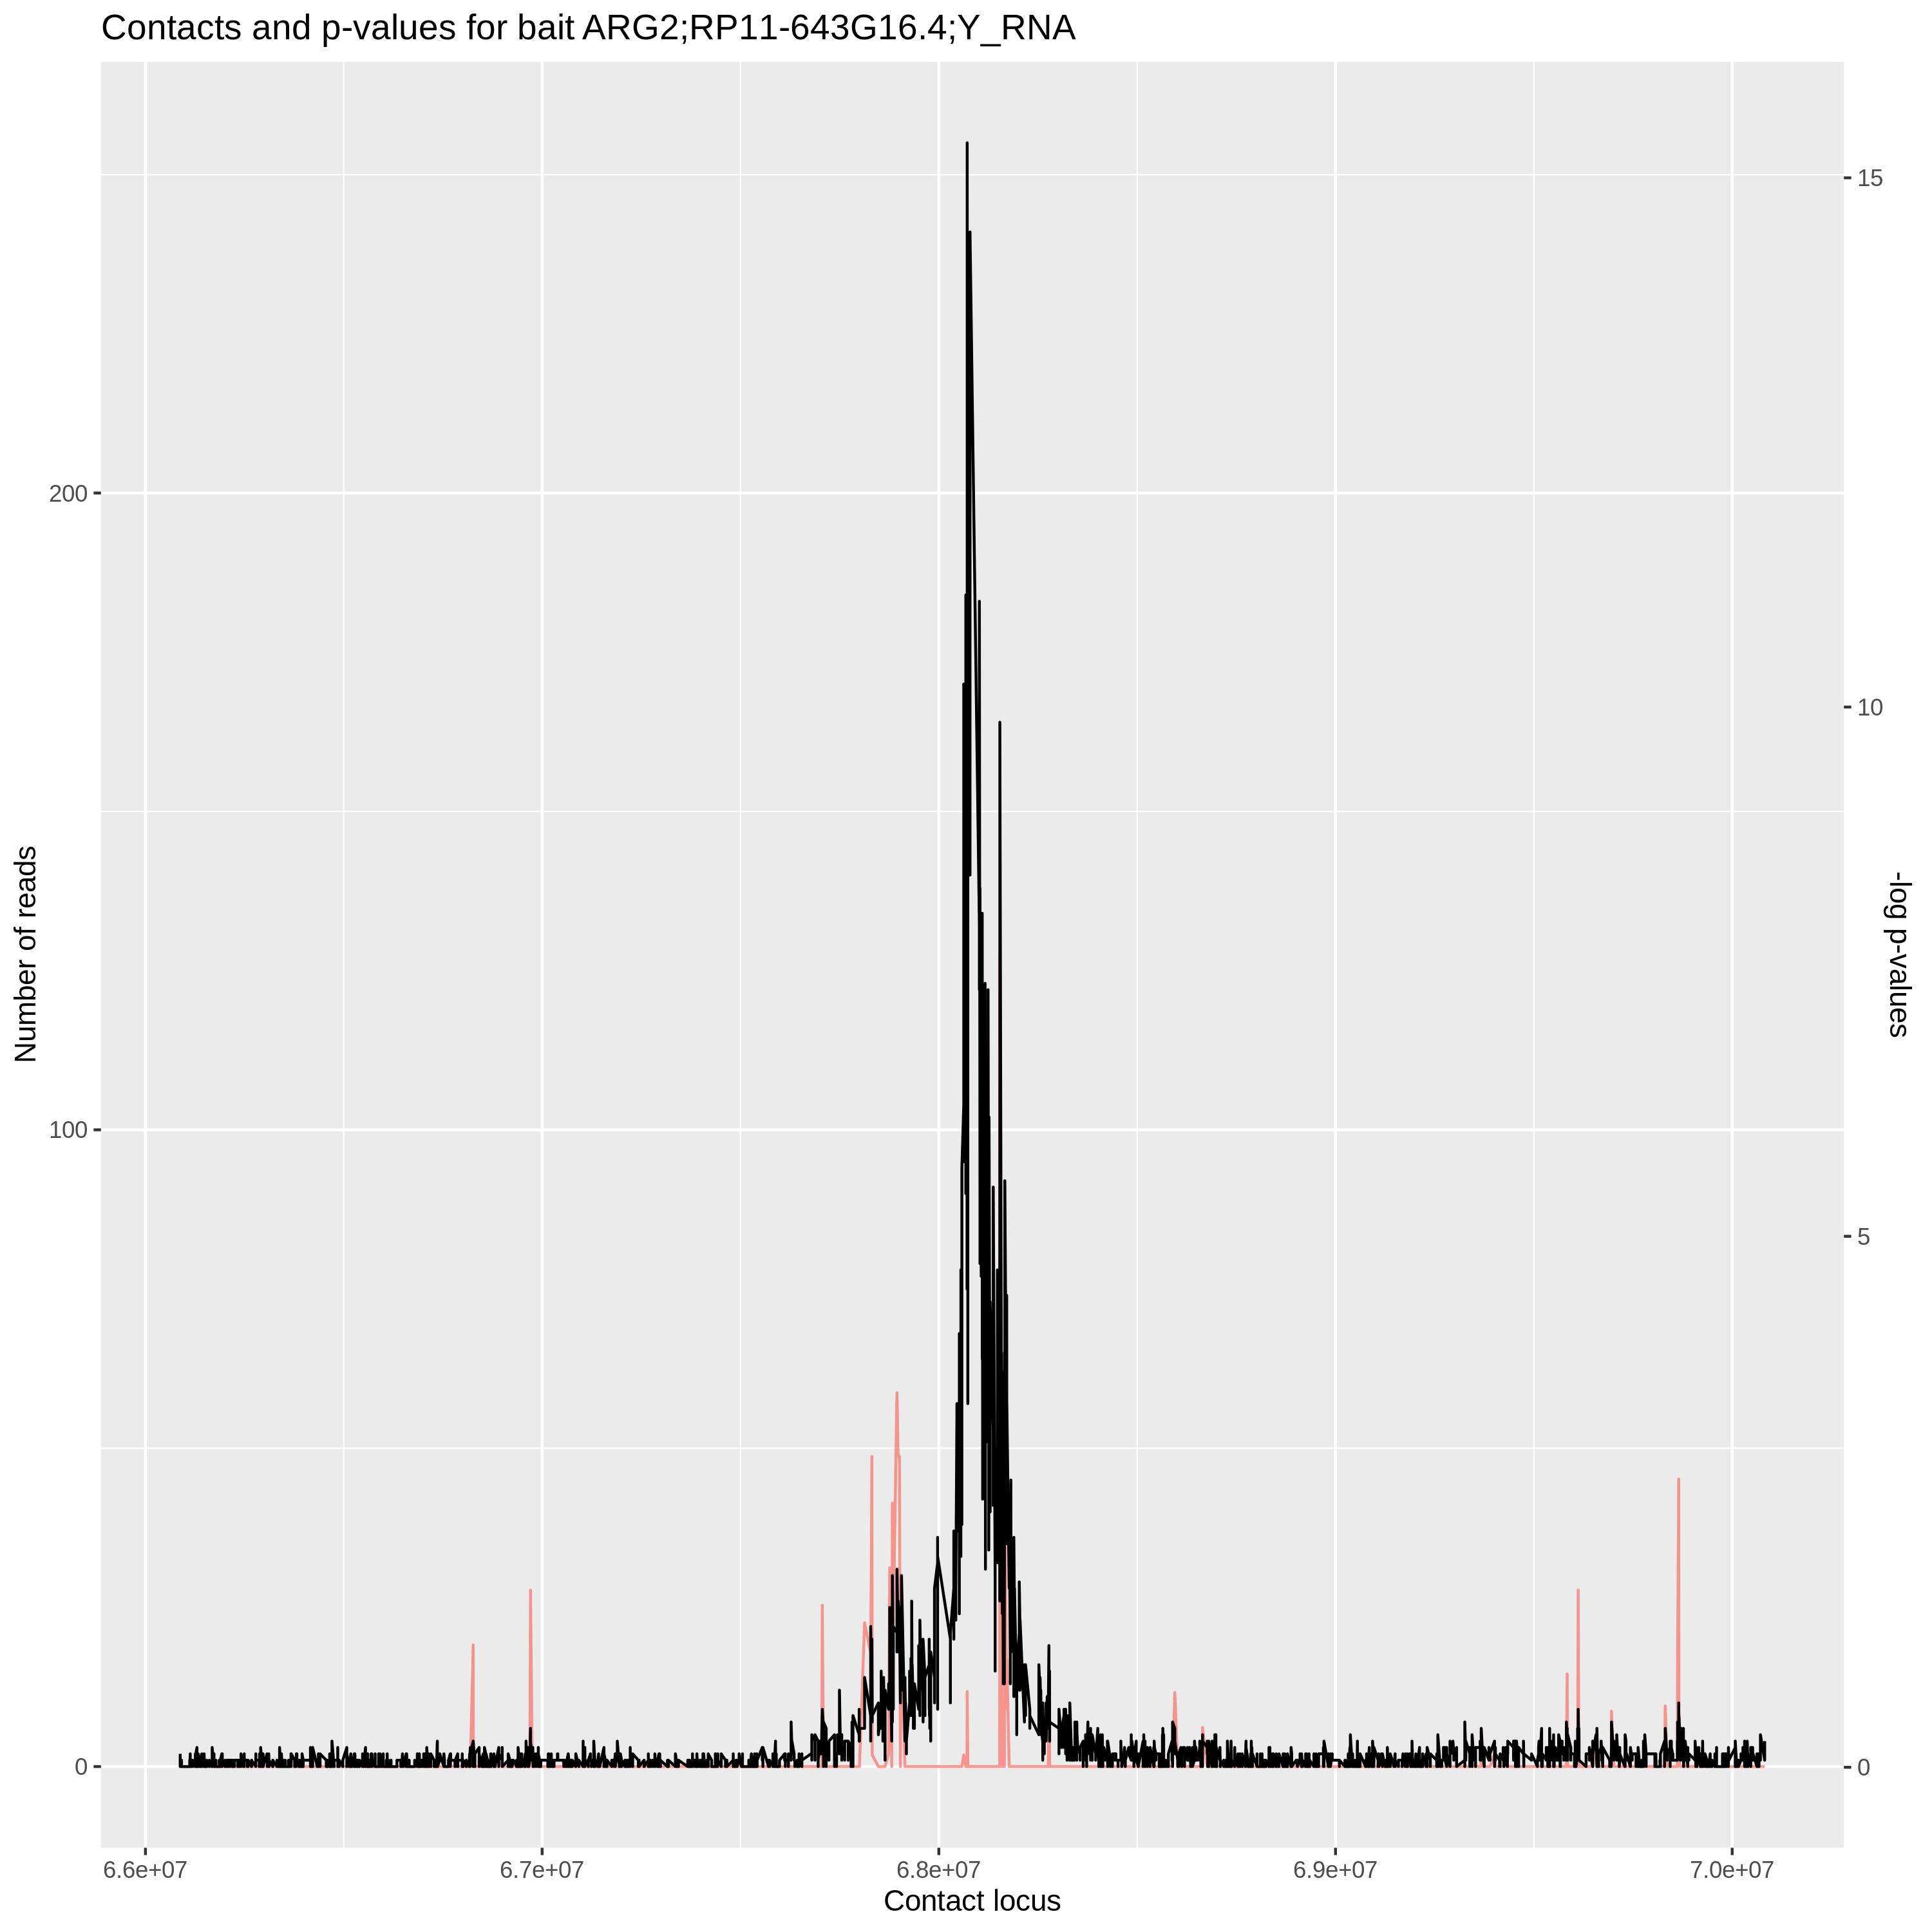 Contacts and p-values for bait ARG2;RP11-643G16.4;Y_RNA
Number of reads
200
100
0
15
10
5
0
-log p-values
6.6e+07
6.7e+07
6.8e+07
6.9e+07
7.0e+07
Contact locus